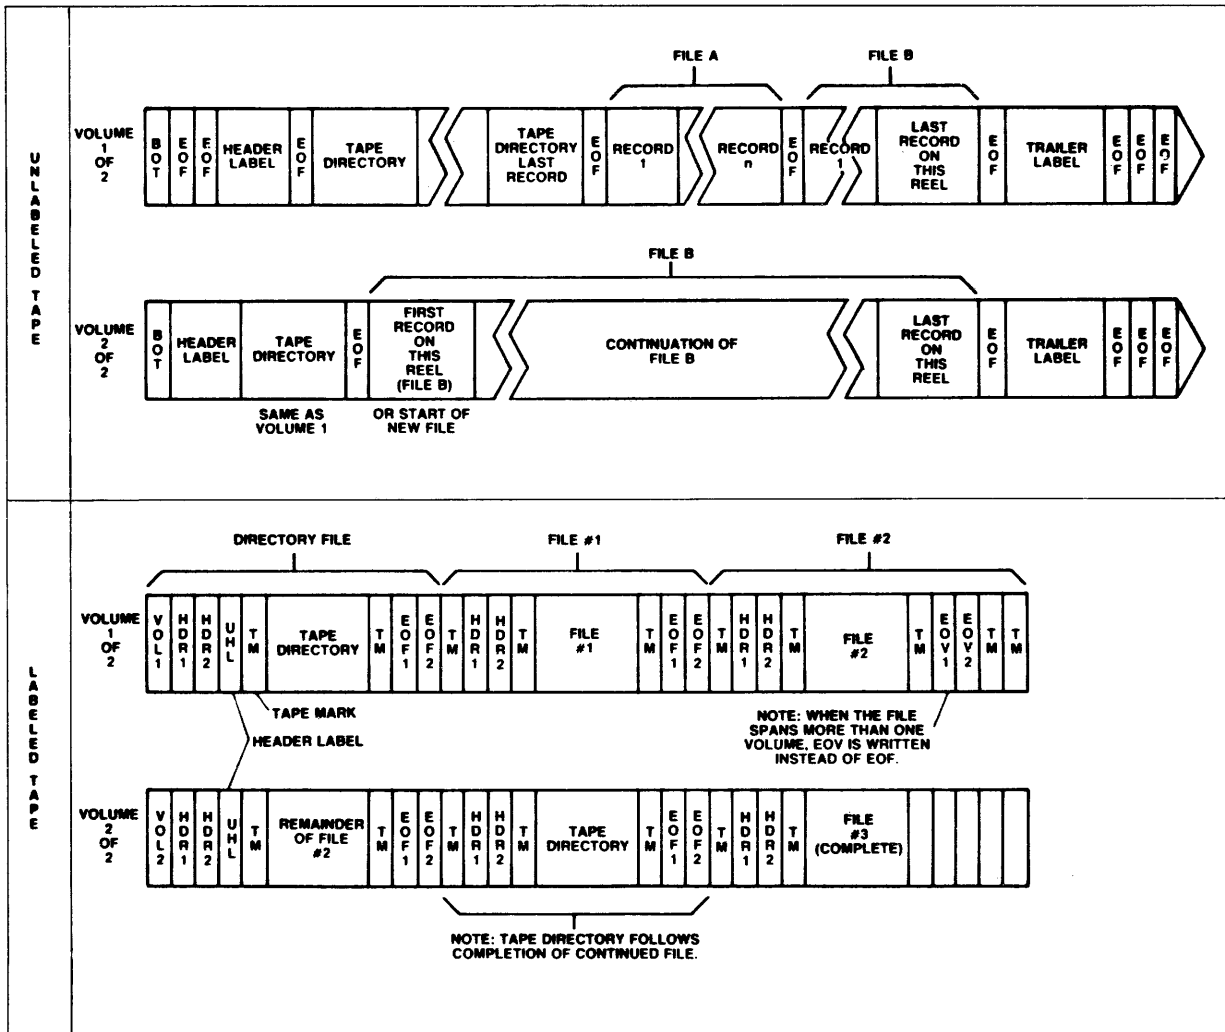 UNLABELED TAPE
FILE A
FILE B
VOLUME
1
OF
2
BOT
EOF
EOF
HEADER
LABEL
EOF
TAPE
DIRECTORY
TAPE
DIRECTORY
LAST
RECORD
EOF
RECORD
1
RECORD
n
EOF
RECORD
1
LAST
RECORD
ON
THIS
REEL
EOF
TRAILER
LABEL
EOF
EOF
EOF
FILE B
VOLUME
2
OF
2
BOT
HEADER
LABEL
TAPE
DIRECTORY
EOF
FIRST
RECORD
ON
THIS
REEL
(FILE B)
CONTINUATION OF
FILE B
LAST
RECORD
ON
THIS
REEL
EOF
TRAILER
LABEL
EOF
EOF
EOF
SAME AS
VOLUME 1
OR START OF
NEW FILE
LABELED TAPE
DIRECTORY FILE
FILE #1
FILE #2
VOLUME
1
OF
2
VOL1
HDR1
HDR2
UHL
TM
TAPE
DIRECTORY
TM
EOF1
EOF2
TM
HDR1
HDR2
TM
FILE
#1
TM
EOF1
EOF2
TM
HDR1
HDR2
TM
FILE
#2
TM
EOV1
EOV2
TM
TM
TAPE MARK
HEADER LABEL
NOTE: WHEN THE FILE
SPANS MORE THAN ONE
VOLUME, EOV IS WRITTEN
INSTEAD OF EOF.
VOLUME
2
OF
2
VOL2
HDR1
HDR2
UHL
TM
REMAINDER
OF FILE
#2
TM
EOF1
EOF2
TM
HDR1
HDR2
TM
TAPE
DIRECTORY
TM
EOF1
EOF2
TM
HDR1
HDR2
TM
FILE
#3
(COMPLETE)
NOTE: TAPE DIRECTORY FOLLOWS
COMPLETION OF CONTINUED FILE.